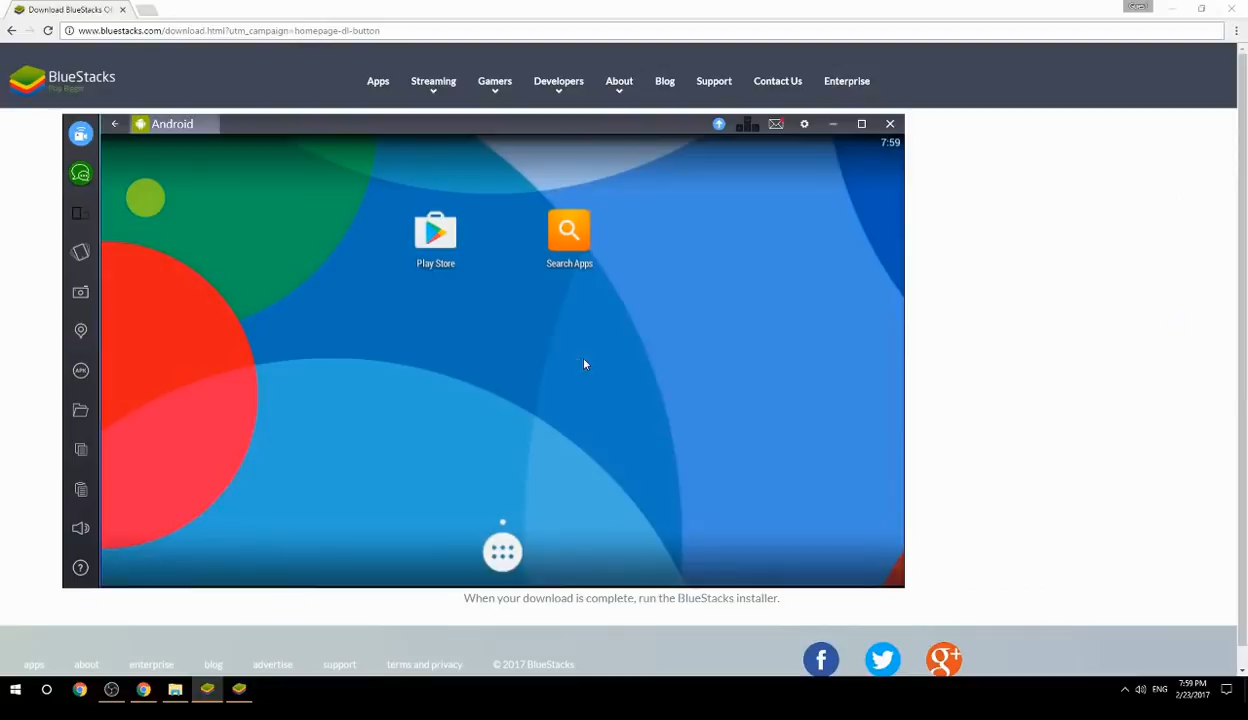 Download BlueStacks Of
www.bluestacks.com/download.html?utm_campaign=homepage-dl-button
BlueStacks
Play Bigger
Apps
Streaming
Gamers
Developers
About
Blog
Support
Contact Us
Enterprise
Android
7:59
Play Store
Search Apps
APK
When your download is complete, run the BlueStacks installer.
apps
about
enterprise
blog
advertise
support
terms and privacy
© 2017 BlueStacks
ENG
7:59 PM
2/23/2017